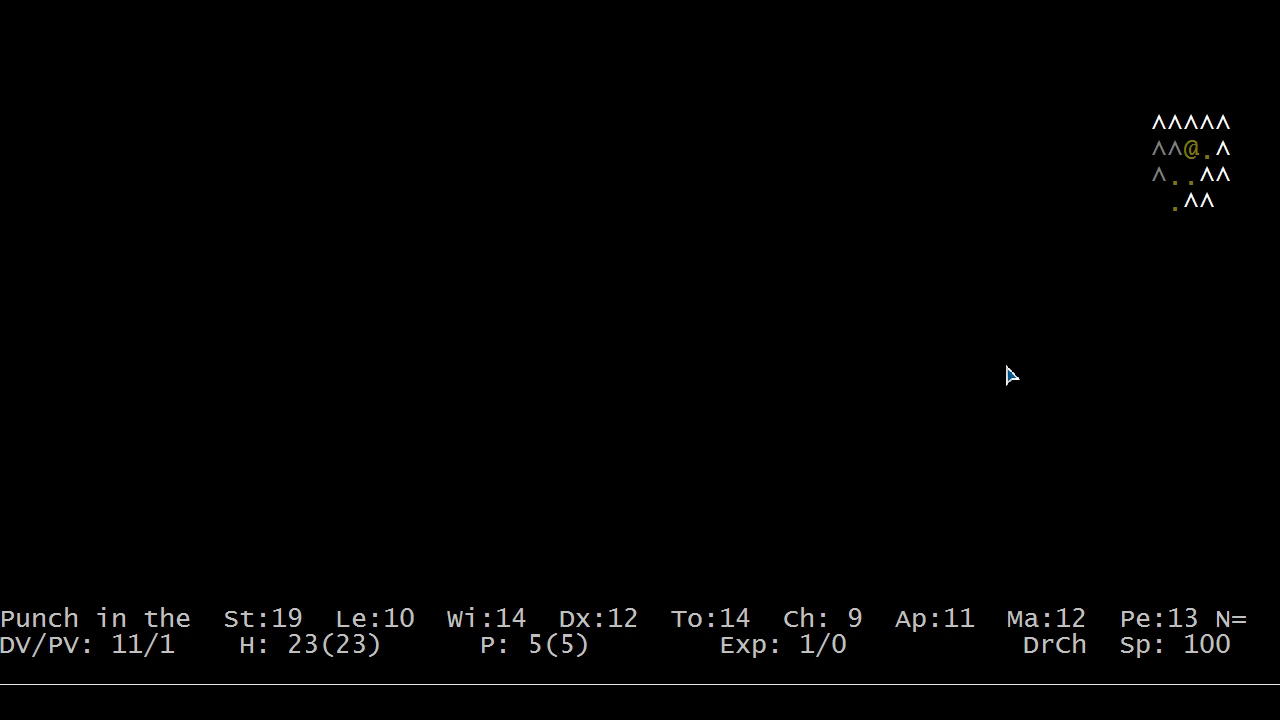 ^^^^^
^^@.^
^..^^
.^^
Punch in the St:19 Le:10 Wi:14 Dx:12 To:14 Ch: 9 Ap:11 Ma:12 Pe:13 N=
DV/PV: 11/1 H: 23(23) P: 5(5) Exp: 1/0 DrCh Sp: 100